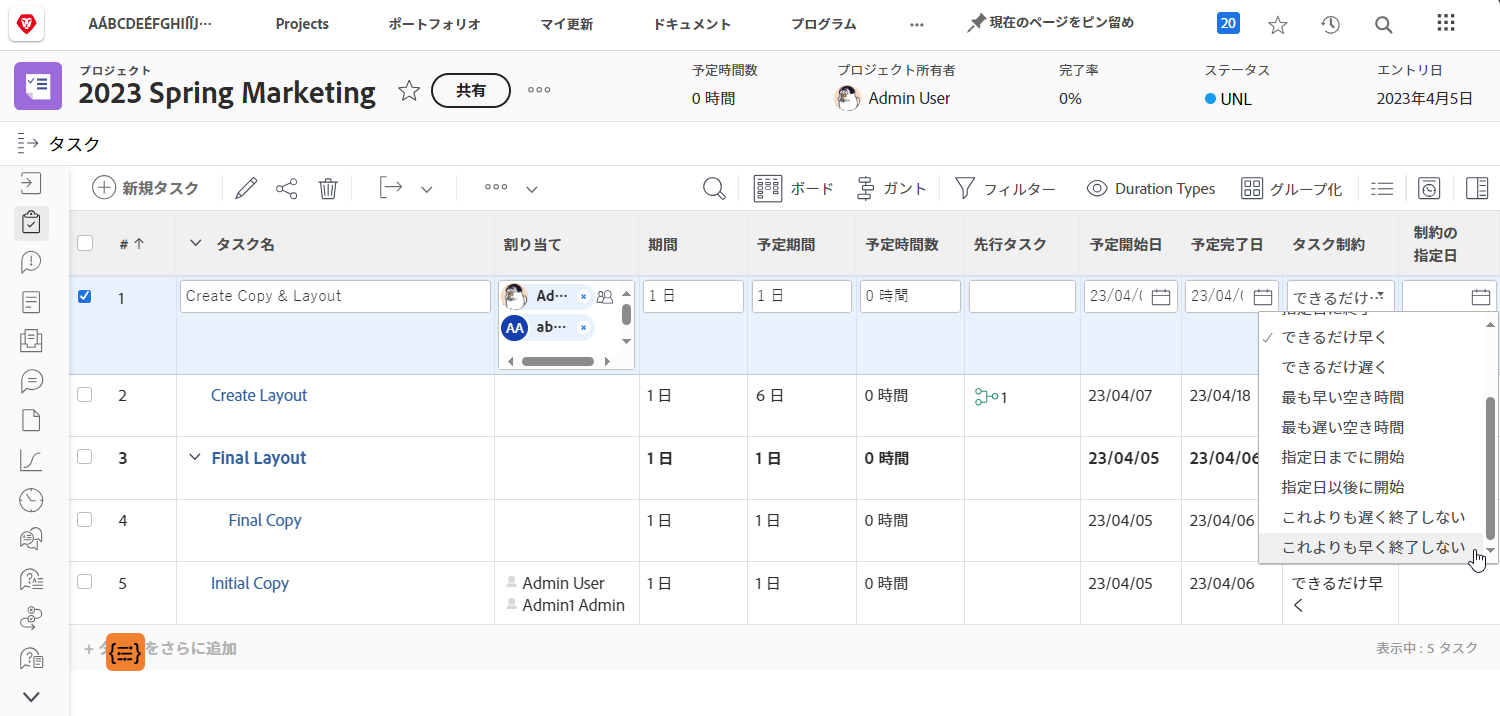 AÁBCDEÉFGHIÍÏJ···
Projects
ポートフォリオ
マイ更新
ドキュメント
プログラム
現在のページをピン留め
20
プロジェクト
2023 Spring Marketing
共有
予定時間数
0 時間
プロジェクト所有者
Admin User
完了率
0%
ステータス
UNL
エントリ日
2023年4月5日
タスク
新規タスク
ボード
ガント
フィルター
Duration Types
グループ化
# ↑
タスク名
割り当て
期間
予定期間
予定時間数
先行タスク
予定開始日
予定完了日
タスク制約
制約の
指定日
1
Create Copy & Layout
Ad···
AA ab···
1 日
1 日
0 時間
23/04/(
23/04/(
できるだけ···
できるだけ早く
できるだけ遅く
最も早い空き時間
最も遅い空き時間
指定日までに開始
指定日以後に開始
これよりも遅く終了しない
これよりも早く終了しない
2 Create Layout 1 日 6 日 0 時間 1 23/04/07 23/04/18
3 Final Layout 1 日 1 日 0 時間 23/04/05 23/04/06
4 Final Copy 1 日 1 日 0 時間 23/04/05 23/04/06
5 Initial Copy
Admin User
Admin1 Admin
1 日 1 日 0 時間 23/04/05 23/04/06
できるだけ早
く
をさらに追加
表示中 : 5 タスク